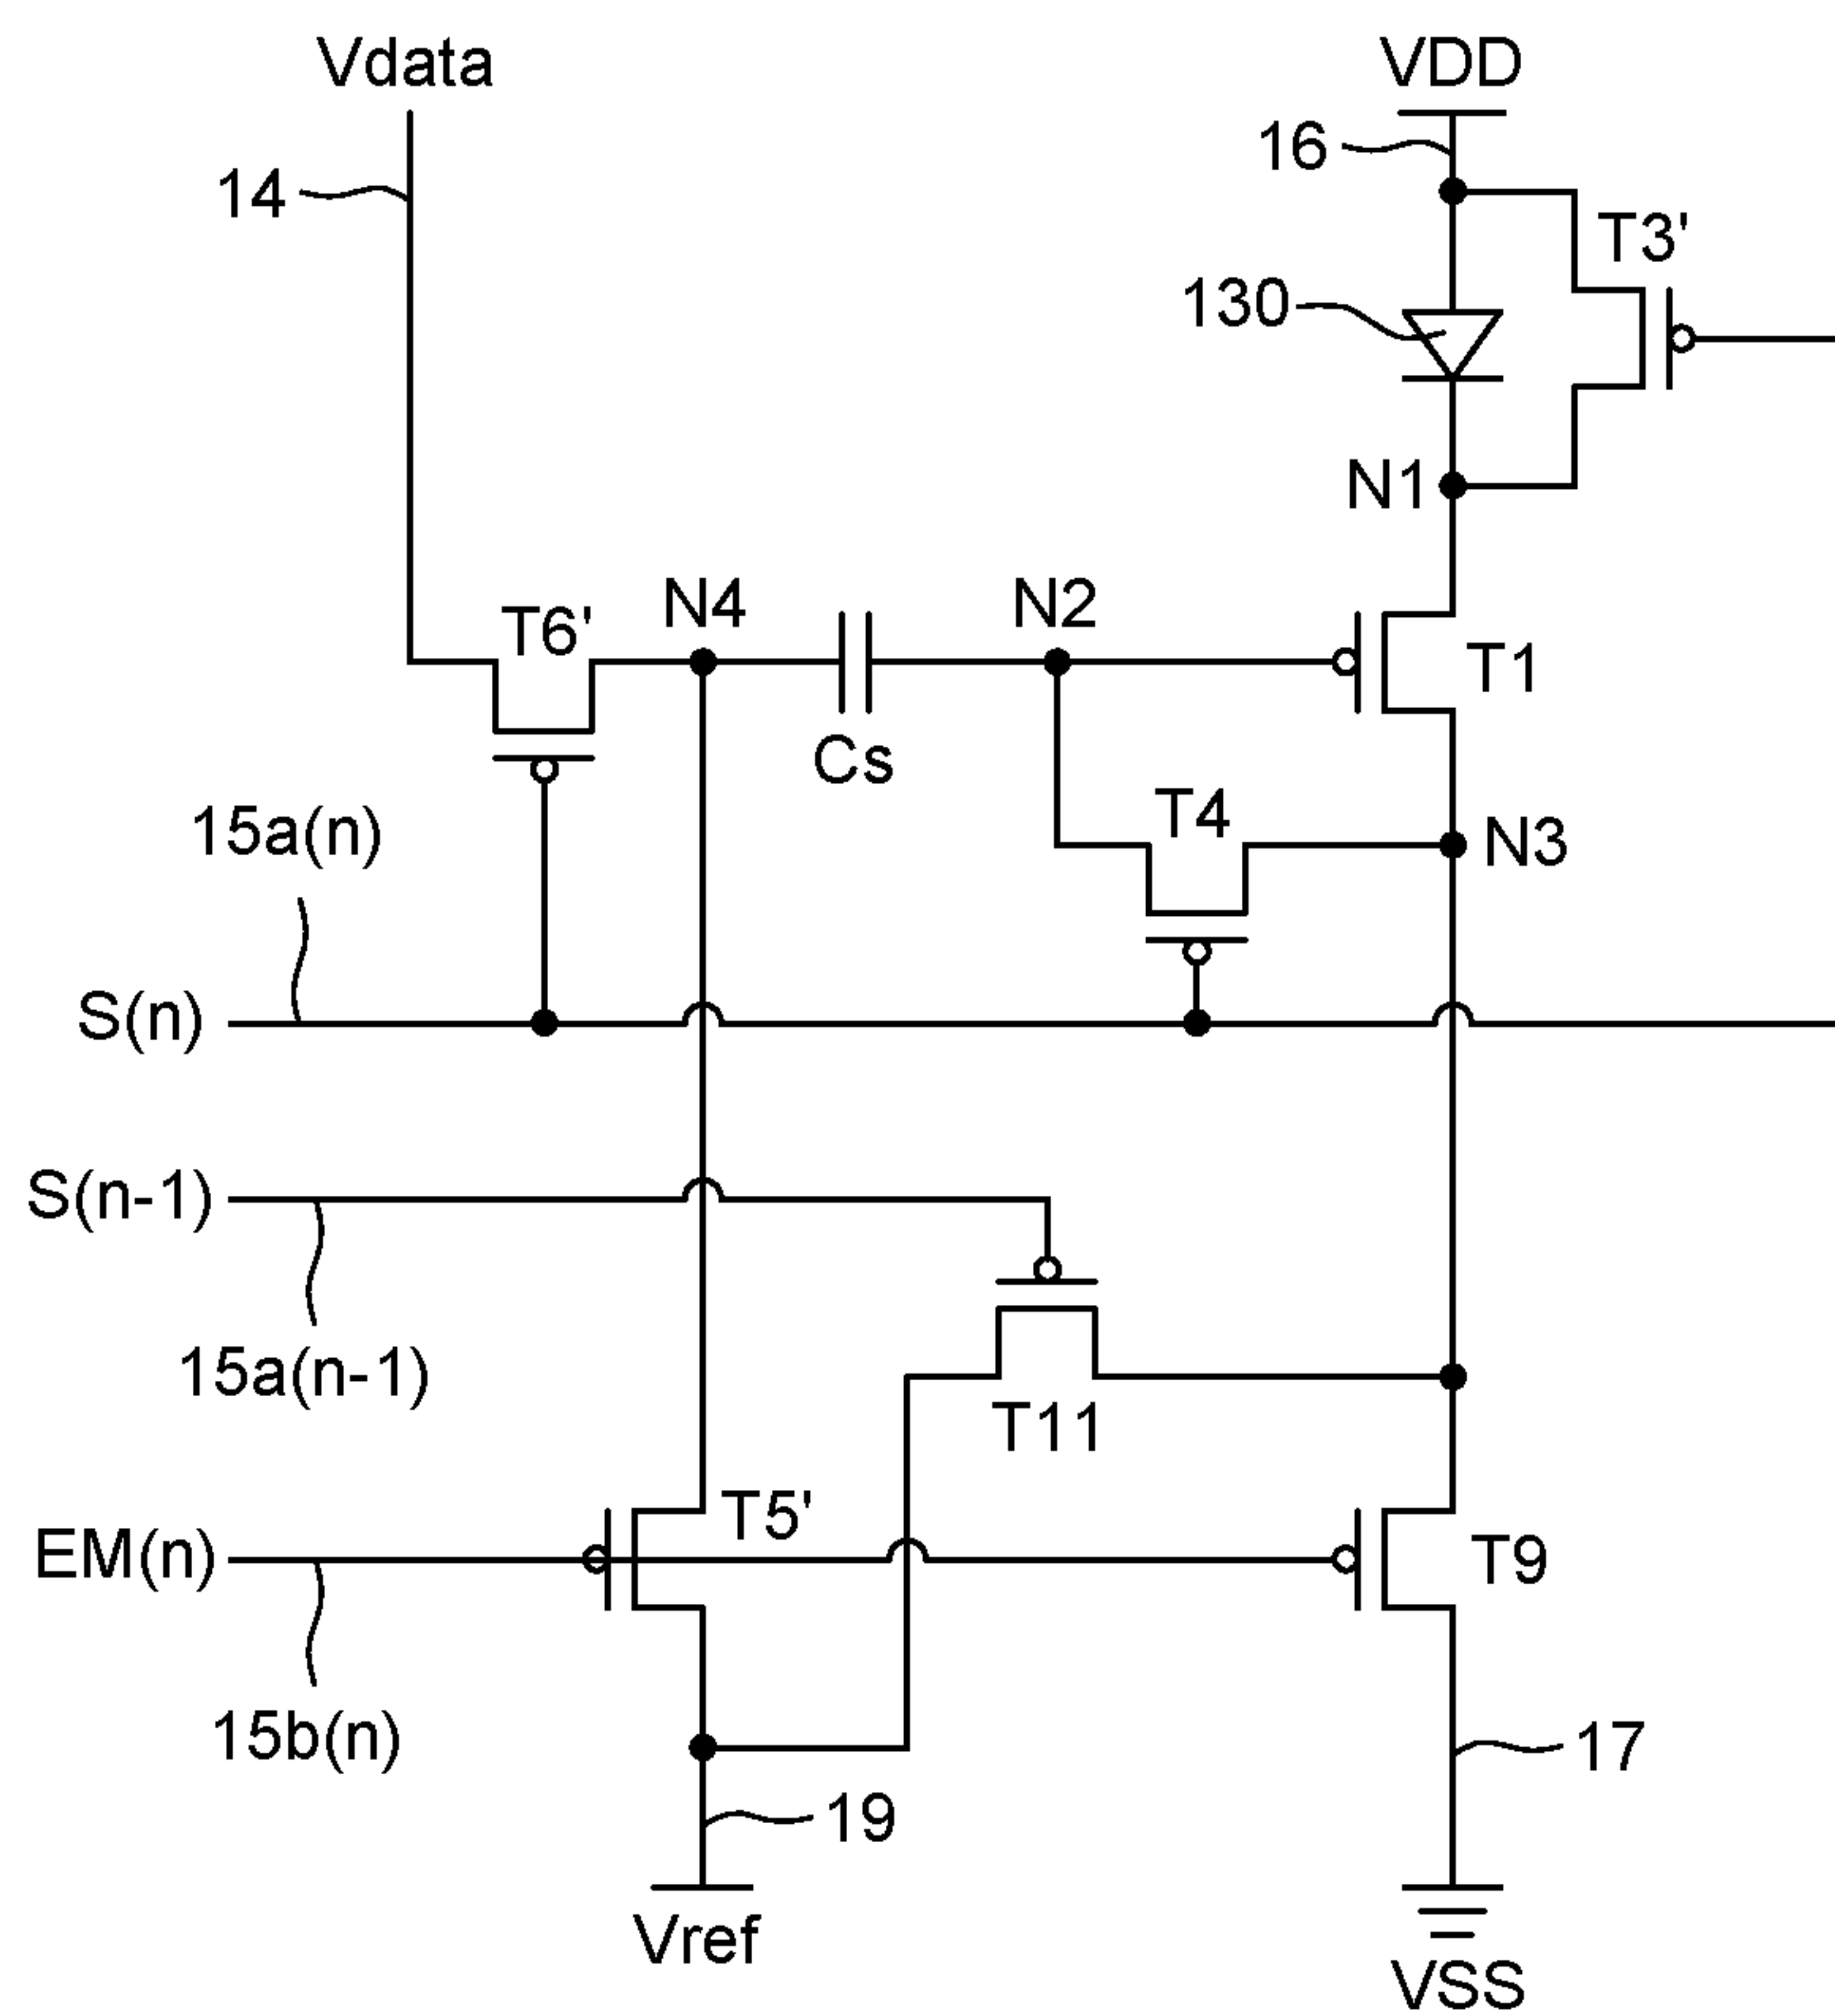 Vdata
VDD
16
14
T3'
130
N1
N4
N2
T6'
T1
Cs
T4
15a(n)
N3
S(n)
S(n-1)
15a(n-1)
T11
T5'
EM(n)
T9
15b(n)
17
19
Vref
VSS